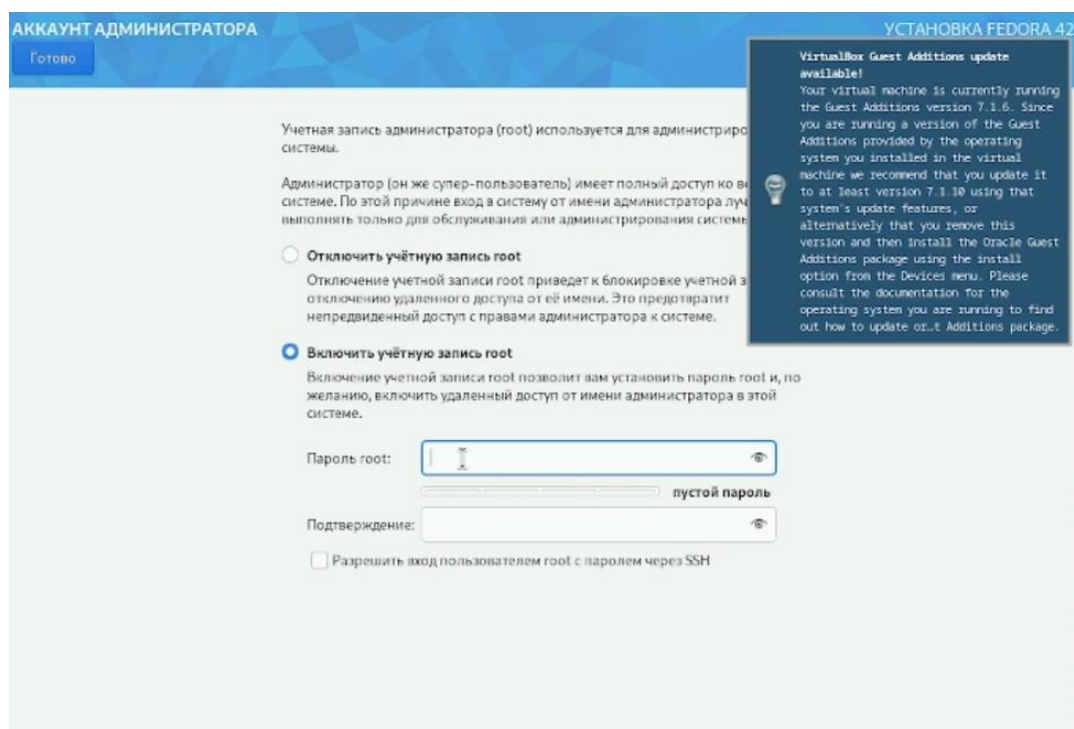 АККАУНТ АДМИНИСТРАТОРА
УСТАНОВКА FEDORA 42
Готово
Учетная запись администратора (root) используется для администриро
системы.
Администратор (он же супер-пользователь) имеет полный доступ ко в
системе. По этой причине вход в систему от имени администратора луч
выполнять только для обслуживания или администрирования системы
Отключить учётную запись root
Отключение учетной записи root приведет к блокировке учетной з
отключению удаленного доступа от её имени. Это предотвратит
непредвиденный доступ с правами администратора к системе.
Включить учётную запись root
Включение учетной записи root позволит вам установить пароль root и, по
желанию, включить удаленный доступ от имени администратора в этой
системе.
Пароль root:
пустой пароль
Подтверждение:
Разрешить вход пользователем root с паролем через SSH
VirtualBox Guest Additions update
available!
Your virtual machine is currently running
the Guest Additions version 7.1.6. Since
you are running a version of the Guest
Additions provided by the operating
system you installed in the virtual
machine we recommend that you update it
to at least version 7.1.10 using that
system's update features, or
alternatively that you remove this
version and then install the Oracle Guest
Additions package using the install
option from the Devices menu. Please
consult the documentation for the
operating system you are running to find
out how to update or…t Additions package.